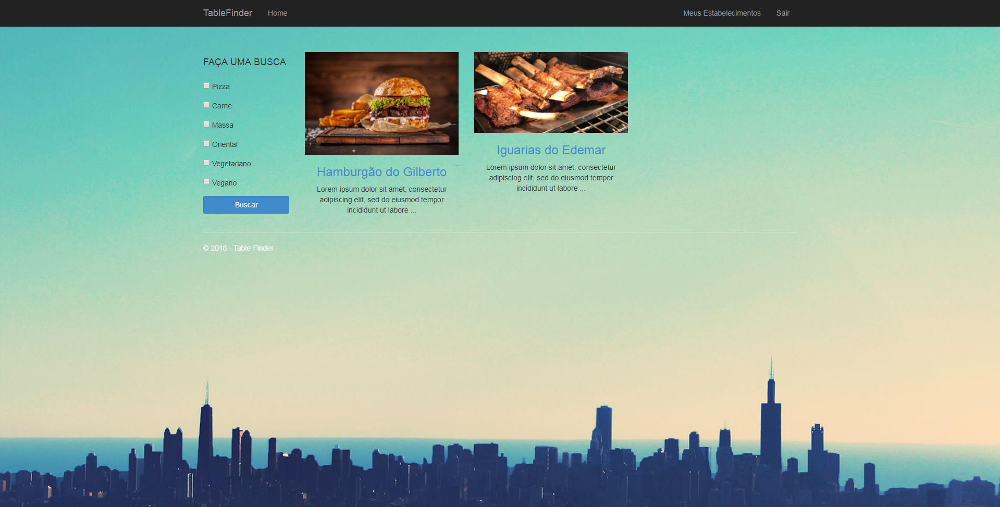 TableFinder Home Meus Estabelecimentos Sair
FAÇA UMA BUSCA
Pizza
Carne
Massa
Oriental
Vegetariano
Vegano
Buscar
Hamburgão do Gilberto
Lorem ipsum dolor sit amet, consectetur
adipiscing elit, sed do eiusmod tempor
incididunt ut labore ...
Iguarias do Edemar
Lorem ipsum dolor sit amet, consectetur
adipiscing elit, sed do eiusmod tempor
incididunt ut labore ...
© 2018 - Table Finder